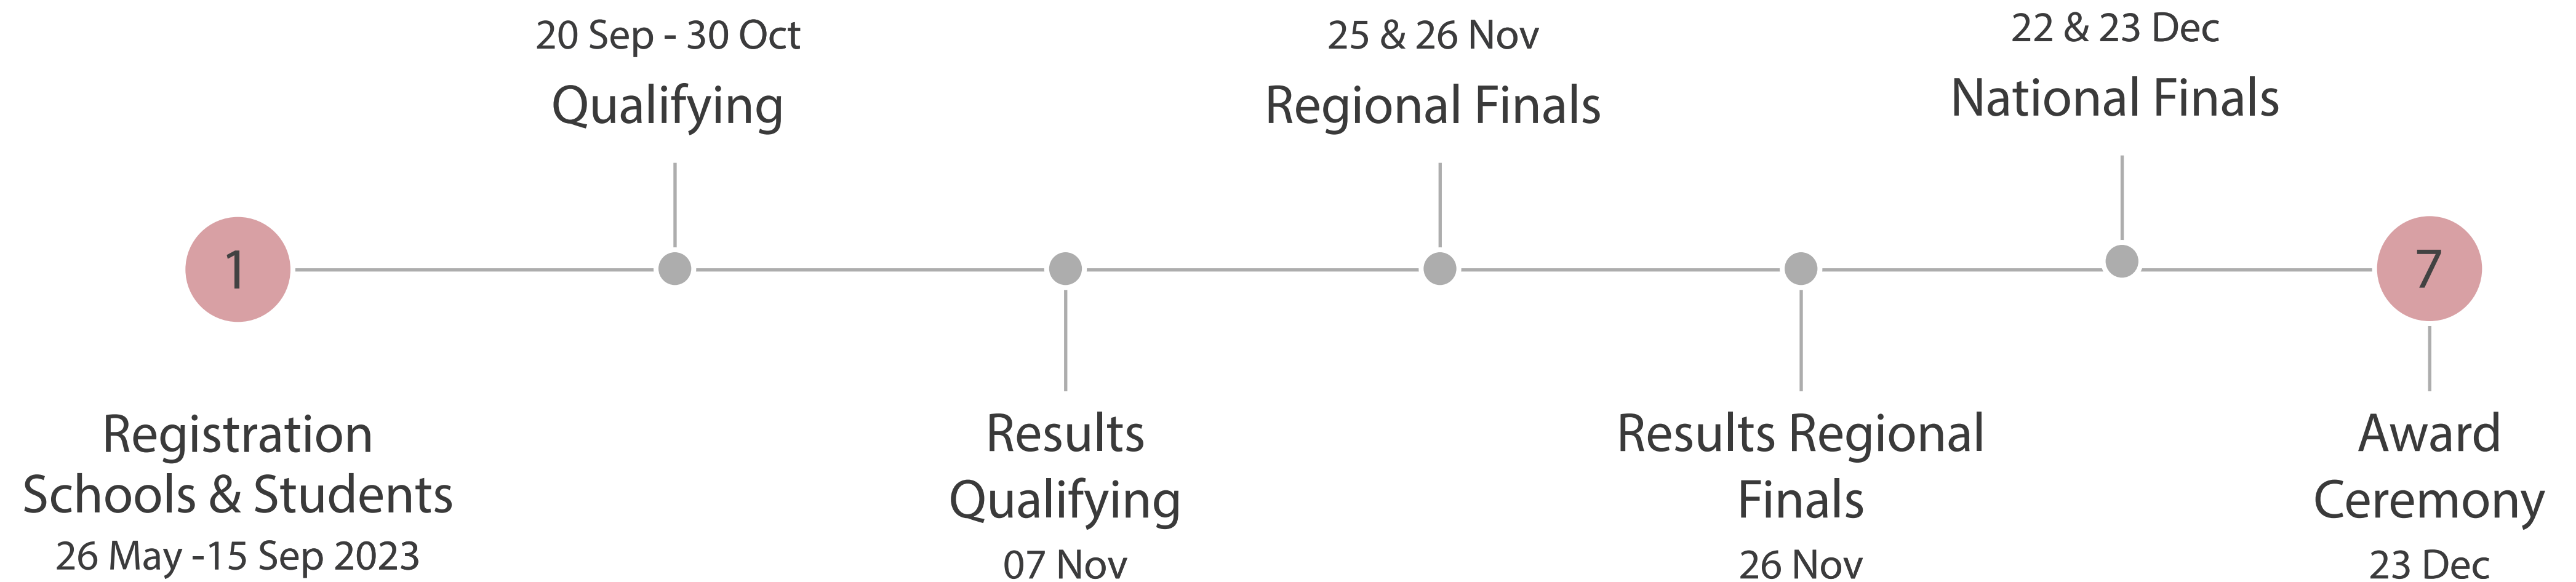 1
Registration
Schools & Students
26 May -15 Sep 2023
20 Sep - 30 Oct
Qualifying
Results
Qualifying
07 Nov
25 & 26 Nov
Regional Finals
Results Regional
Finals
26 Nov
22 & 23 Dec
National Finals
7
Award
Ceremony
23 Dec